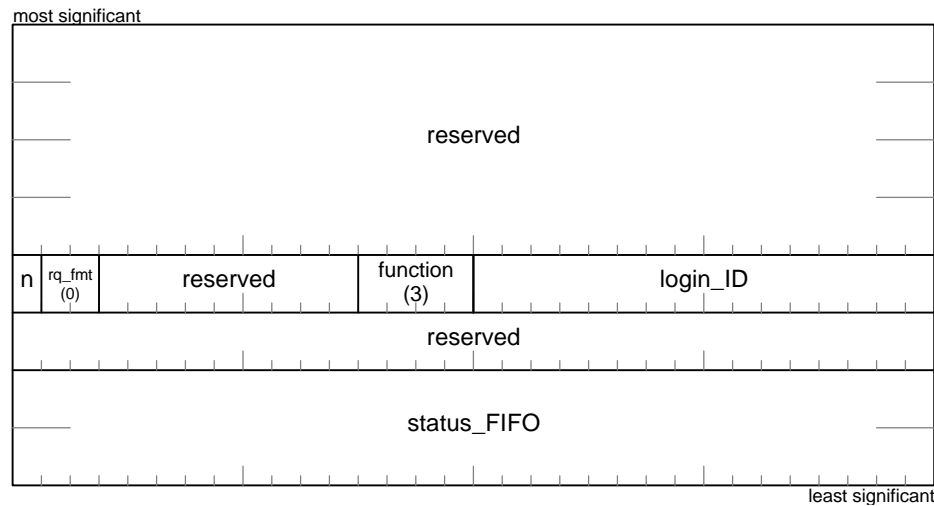 most significant
reserved
n rq_fmt reserved function login_ID
(0) (3)
reserved
status_FIFO
least significant